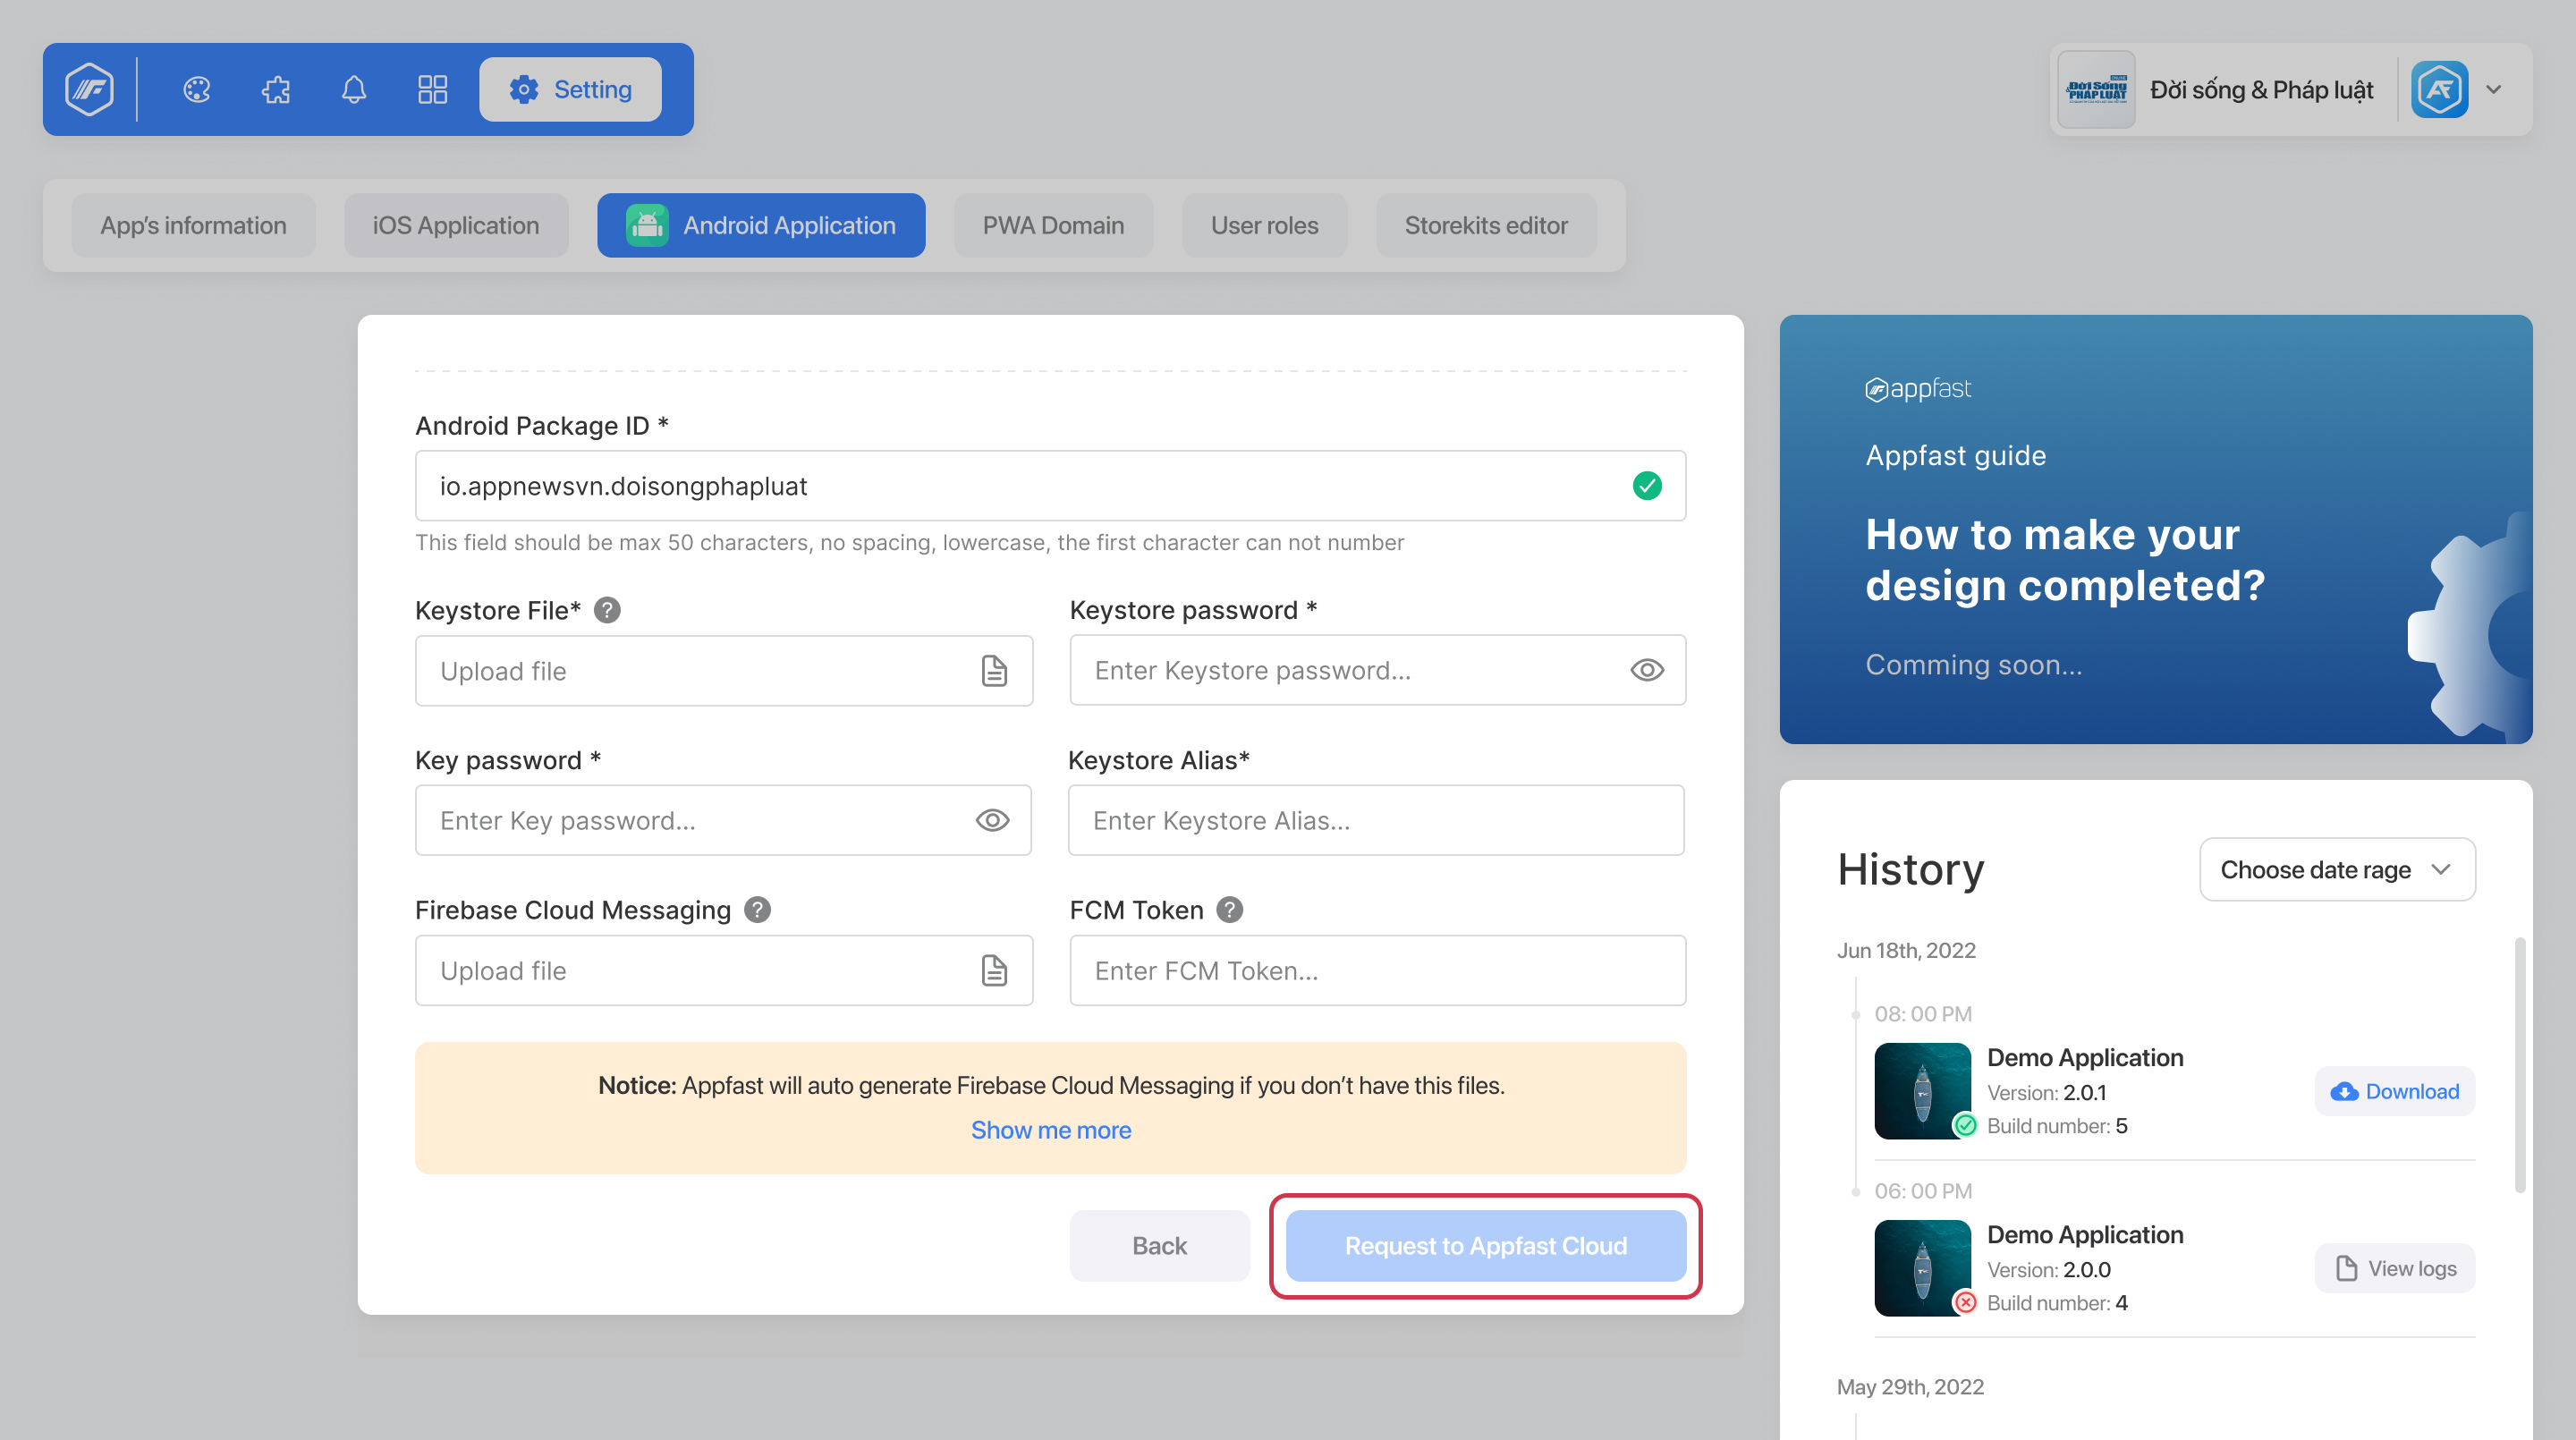 Setting
ĐờiSống
&PHÁPLUẬT
Đời sống & Pháp luật
App's information
iOS Application
Android Application
PWA Domain
User roles
Storekits editor
Android Package ID *
io.appnewsvn.doisongphapluat
This field should be max 50 characters, no spacing, lowercase, the first character can not number
Keystore File*
?
Keystore password *
Upload file
Enter Keystore password...
Key password *
Keystore Alias*
Enter Key password...
Enter Keystore Alias...
Firebase Cloud Messaging
?
FCM Token
?
Upload file
Enter FCM Token...
Notice: Appfast will auto generate Firebase Cloud Messaging if you don’t have this files.
Show me more
Back
Request to Appfast Cloud
appfast
Appfast guide
How to make your
design completed?
Comming soon...
History
Choose date rage
Jun 18th, 2022
08: 00 PM
Demo Application
Version: 2.0.1
Build number: 5
Download
06: 00 PM
Demo Application
Version: 2.0.0
Build number: 4
View logs
May 29th, 2022